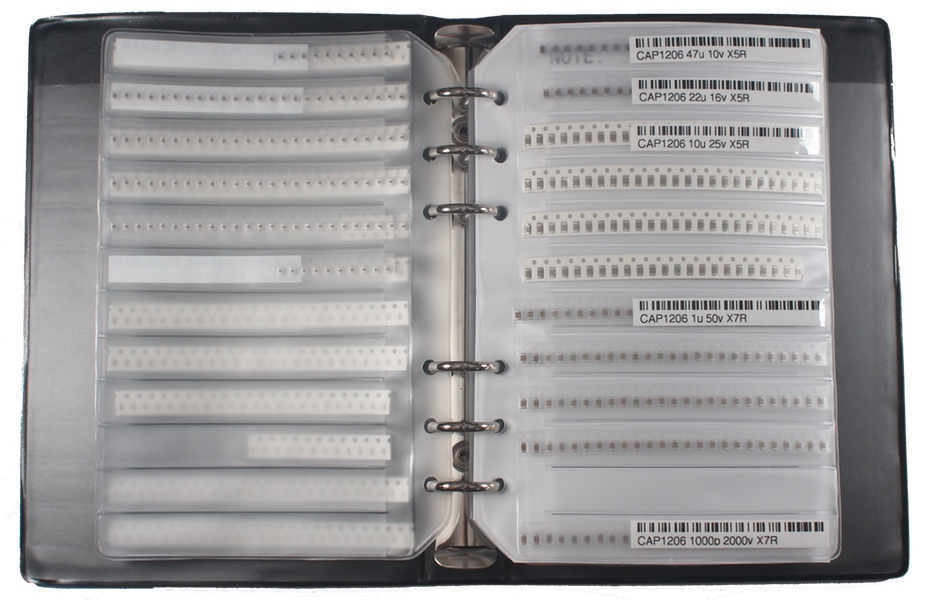 NOTE:
CAP1206 47u 10v X5R
CAP1206 22u 16v X5R
CAP1206 10u 25v X5R
CAP1206 1u 50v X7R
CAP1206 1000p 2000v X7R